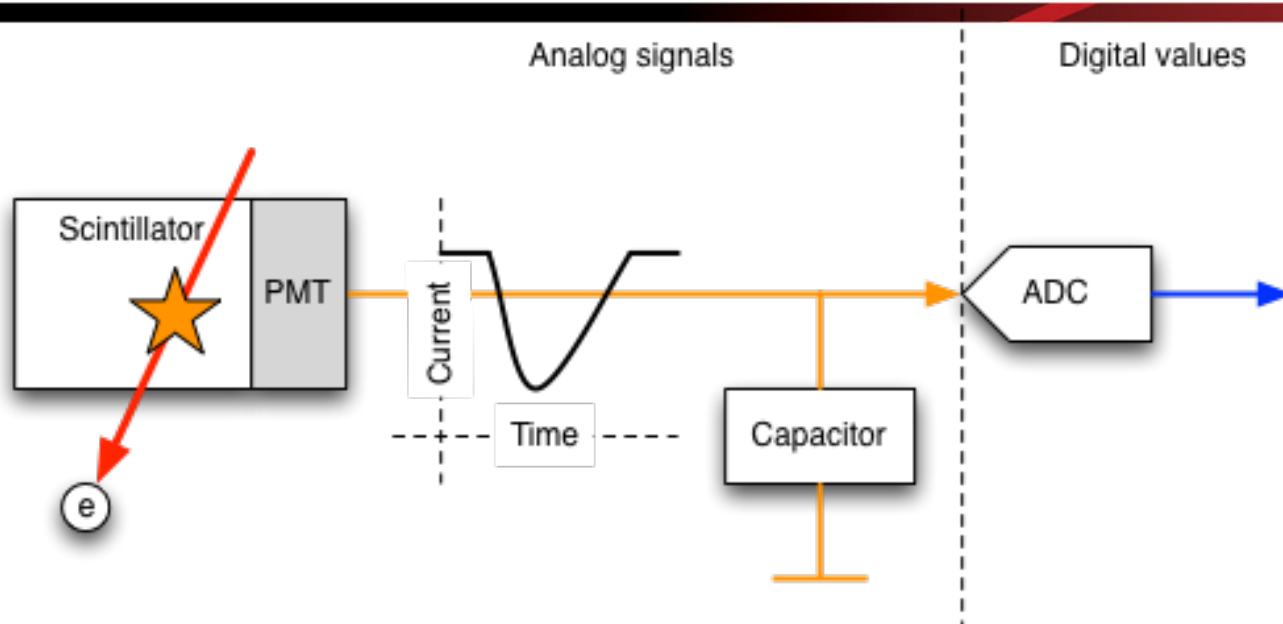 Analog signals
Digital values
Scintillator
PMT
Current
ADC
Time
Capacitor
e